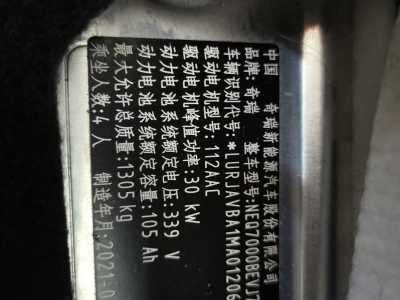 中国 奇瑞新能源汽车股份有限公司
品牌:奇瑞 整车型号:NEQ7000BEVJ
车辆识别代号:*LURJAVBA1MA01206
驱动电机型号:112AAC
驱动电机峰值功率:30 kW
动力电池系统额定电压:339 V
动力电池系统额定容量:105 Ah
最大允许总质量:1305 kg
乘坐人数:4 人 制造年月:2021-0